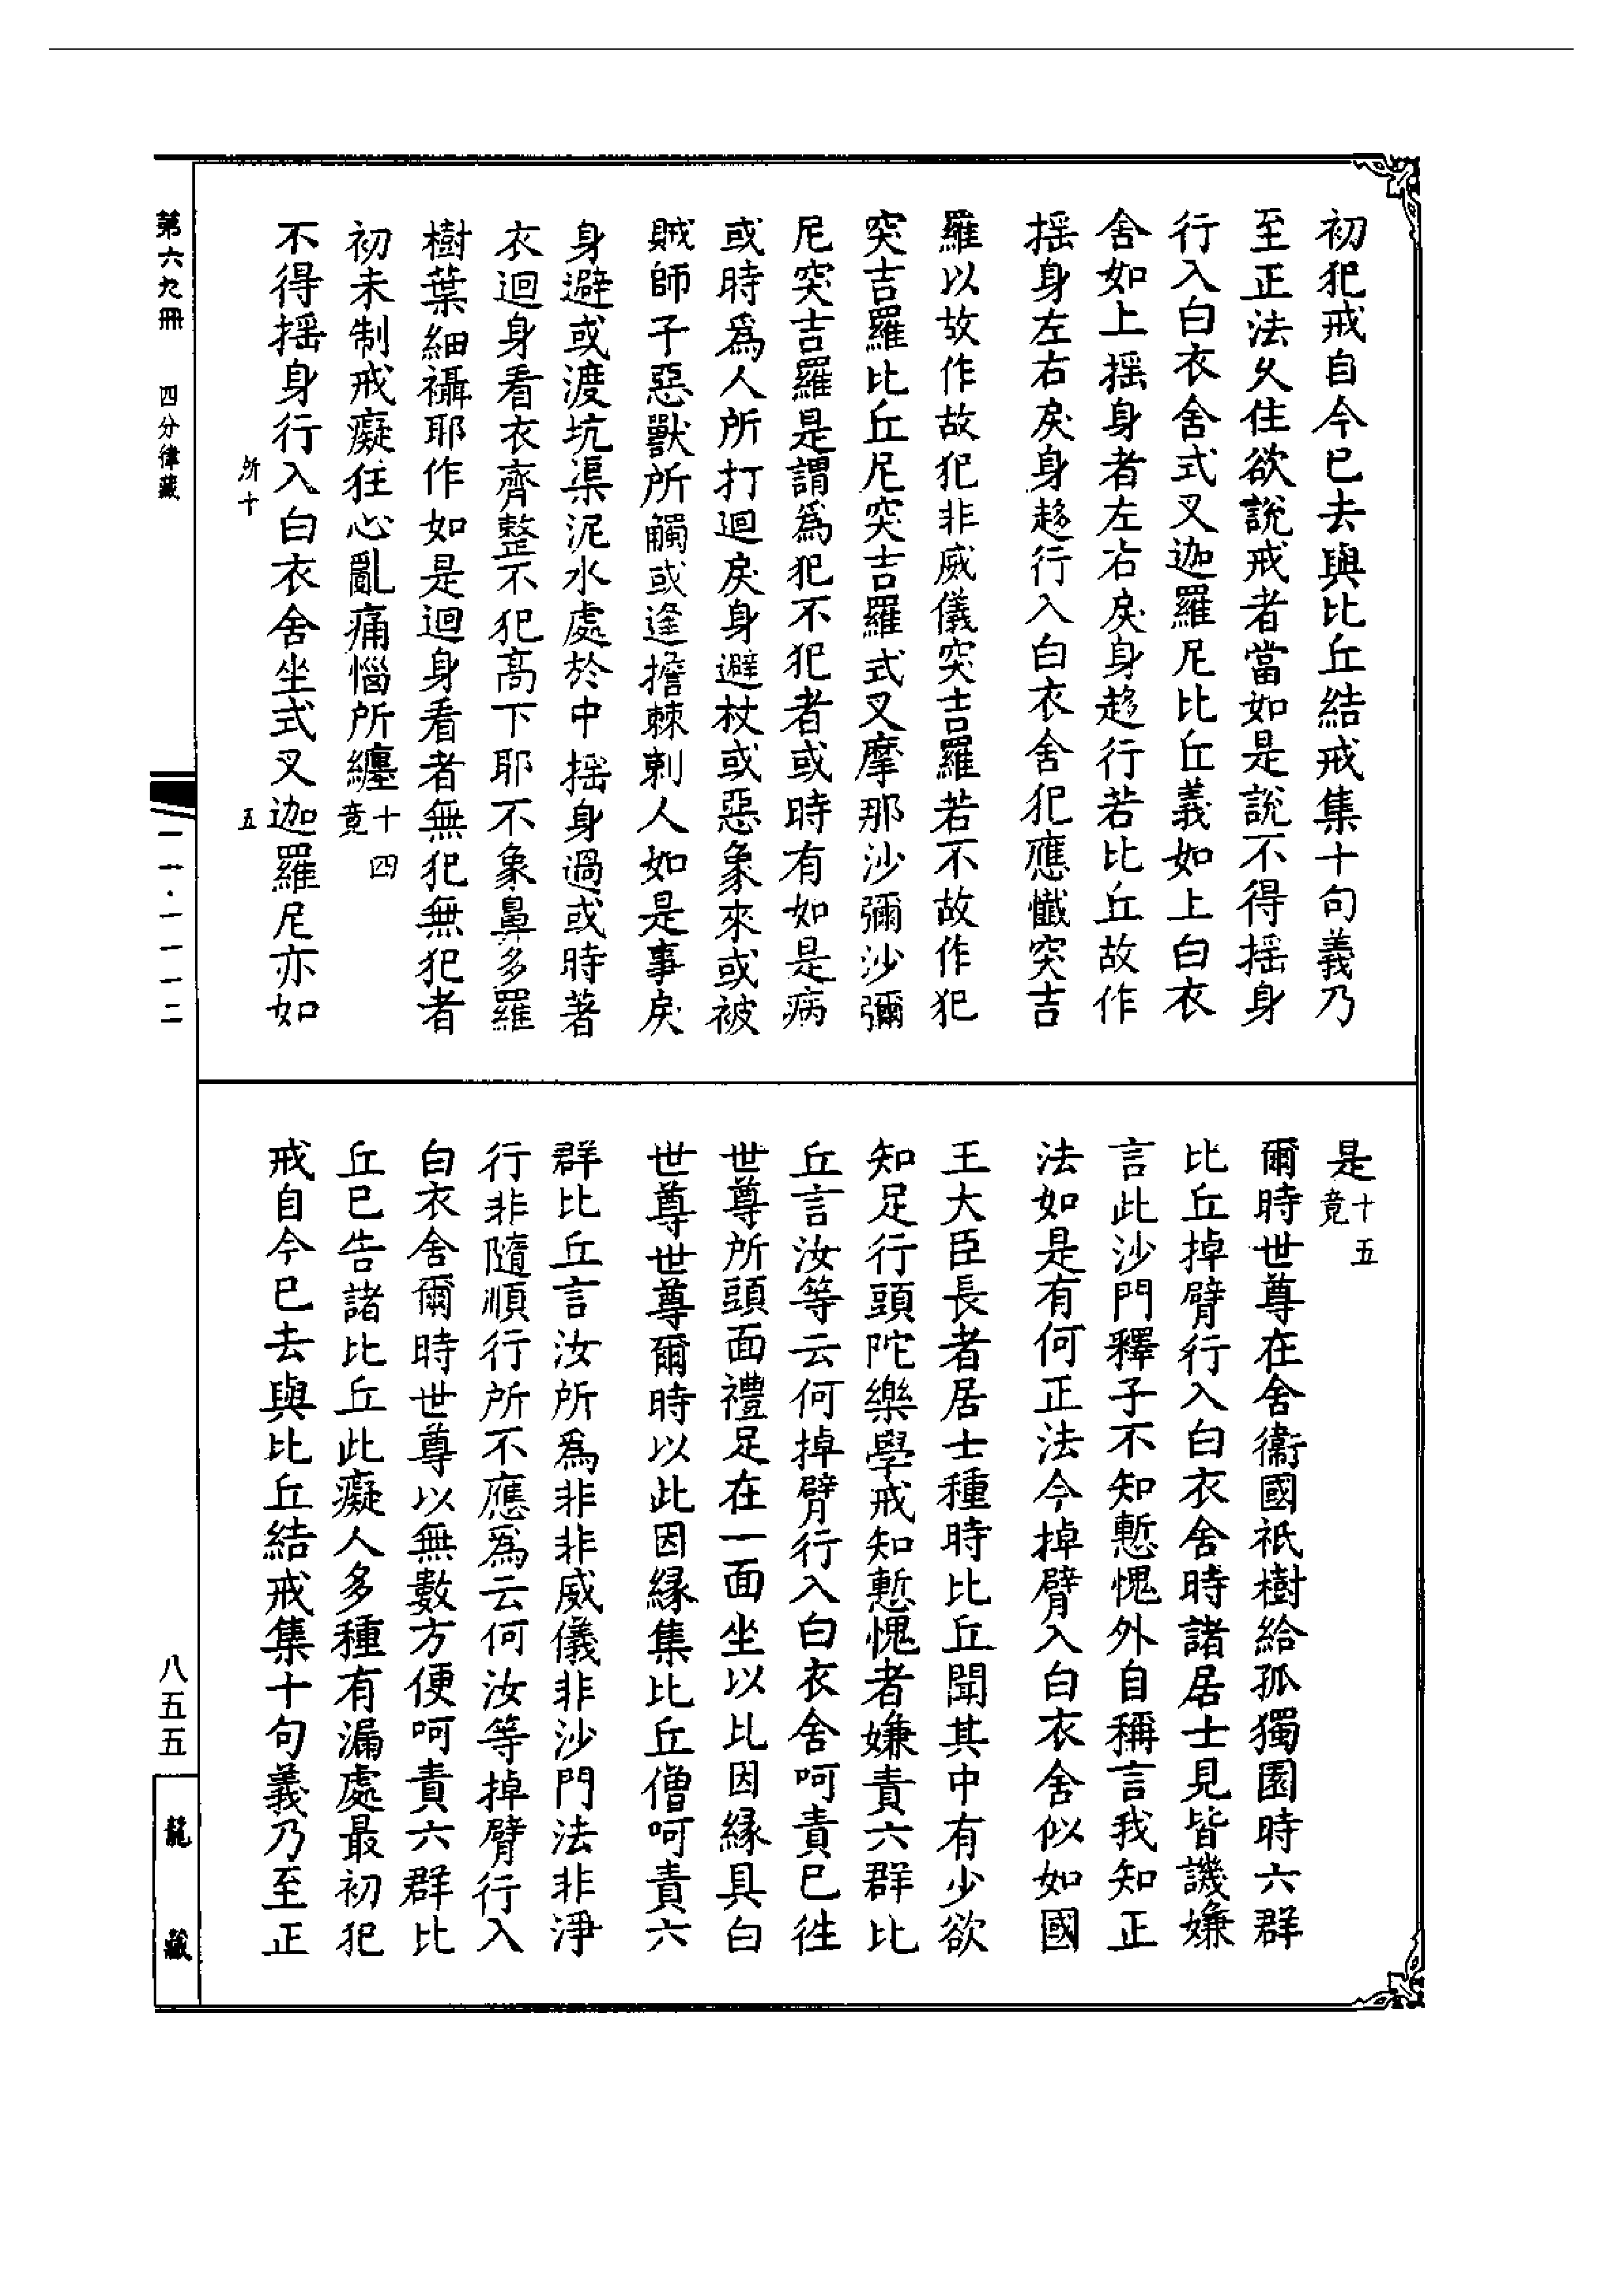 初犯戒自今已去與比丘結戒集十句義乃
至正法久住欲說戒者當如是說不得揺身
行入白衣舍式叉迦羅尼比丘義如上白衣
舍如上揺身者左右戾身趍行若比丘故作
揺身左右戾身趍行入白衣舍犯應懺突吉
羅以故作故犯非威儀突吉羅若不故作犯
突吉羅比丘尼突吉羅式叉摩那沙彌沙彌
尼突吉羅是謂爲犯不犯者或時有如是病
或時爲人所打迴戾身避杖或惡象來或被
賊師子惡獸所觸或逢擔棘刺人如是事戾
身避或渡坑渠泥水處於中揺身過或時著
衣迴身看衣齊整不犯高下耶不象鼻多羅
樹葉細襵耶作如是迴身看者無犯無犯者
初未制戒癡狂心亂痛惱所纏十四竟
不得揺身行入白衣舍坐式叉迦羅尼亦如
所十 五
是十五竟
爾時世尊在舍衞國祇樹給孤獨園時六群
比丘掉臂行入白衣舍時諸居士見皆譏嫌
言此沙門釋子不知慙愧外自稱言我知正
法如是有何正法今掉臂入白衣舍似如國
王大臣長者居士種時比丘聞其中有少欲
知足行頭陀樂學戒知慙愧者嫌責六群比
丘言汝等云何掉臂行入白衣舍呵責已往
世尊所頭面禮足在一面坐以比因緣具白
世尊世尊爾時以此因緣集比丘僧呵責六
群比丘言汝所爲非非威儀非沙門法非淨
行非隨順行所不應爲云何汝等掉臂行入
白衣舍爾時世尊以無數方便呵責六群比
丘已告諸比丘此癡人多種有漏處最初犯
戒自今已去與比丘結戒集十句義乃至正
第六九冊 四分律藏
一一·一一一二
八五五
龍藏